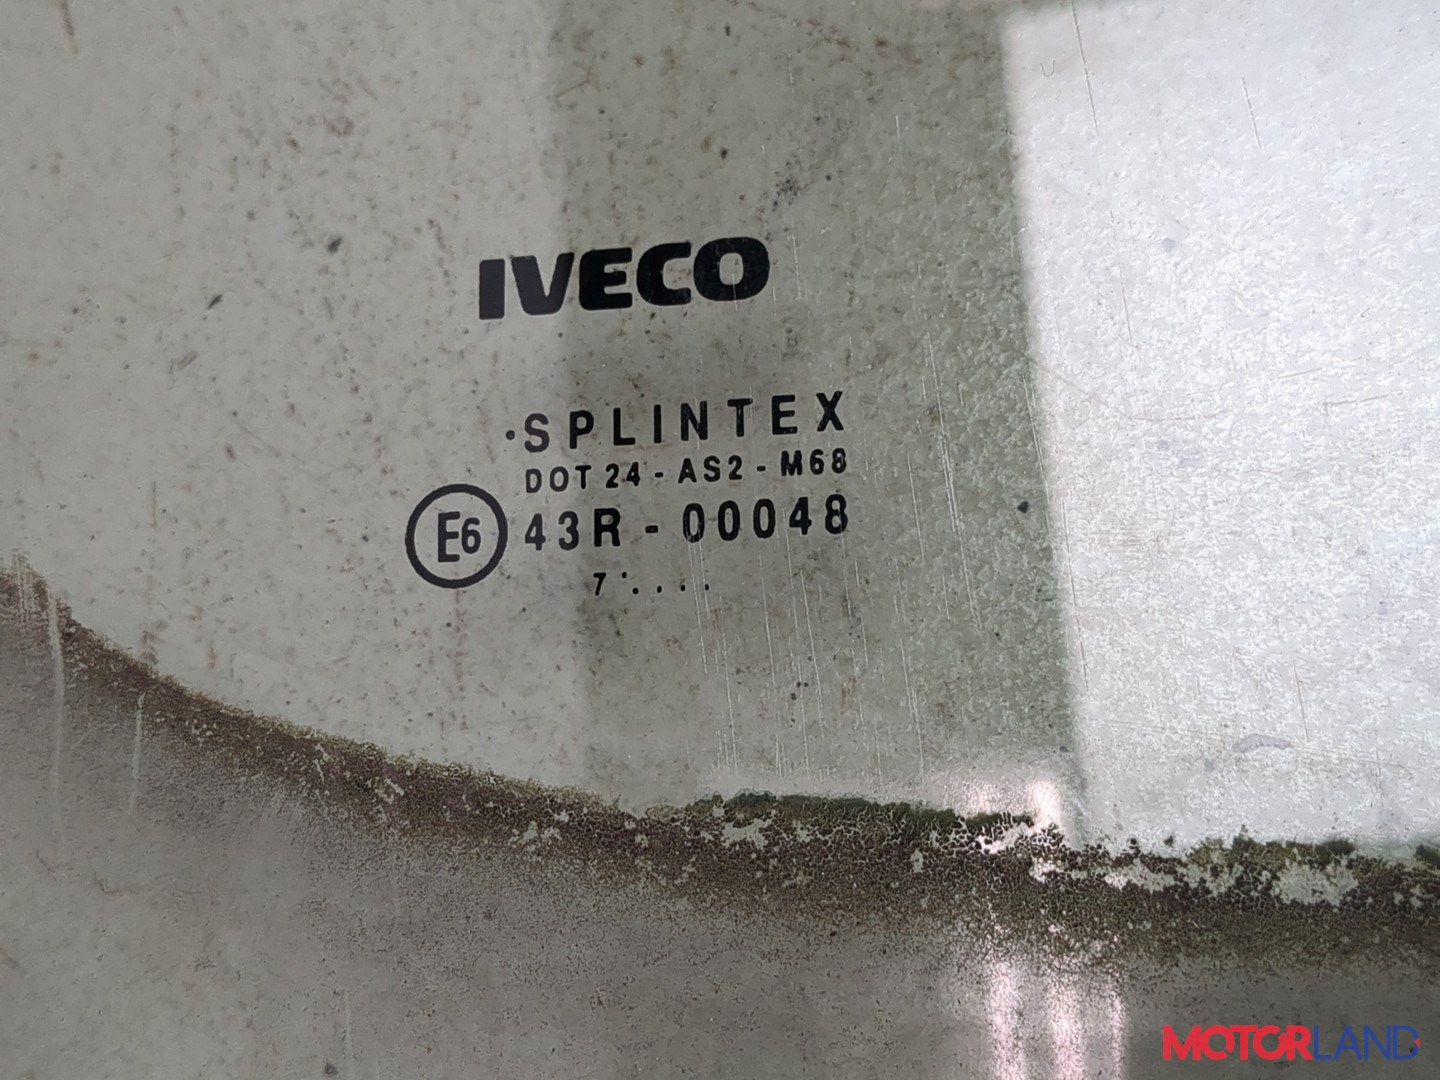 IVECO
·SPLINTEX
DOT 24 - AS2 - M68
E6 43R - 00048
7 ˙. . . .
MOTORLAND